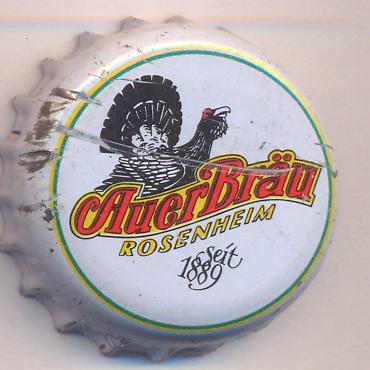 AuerBräu
ROSENHEIM
Seit
1889